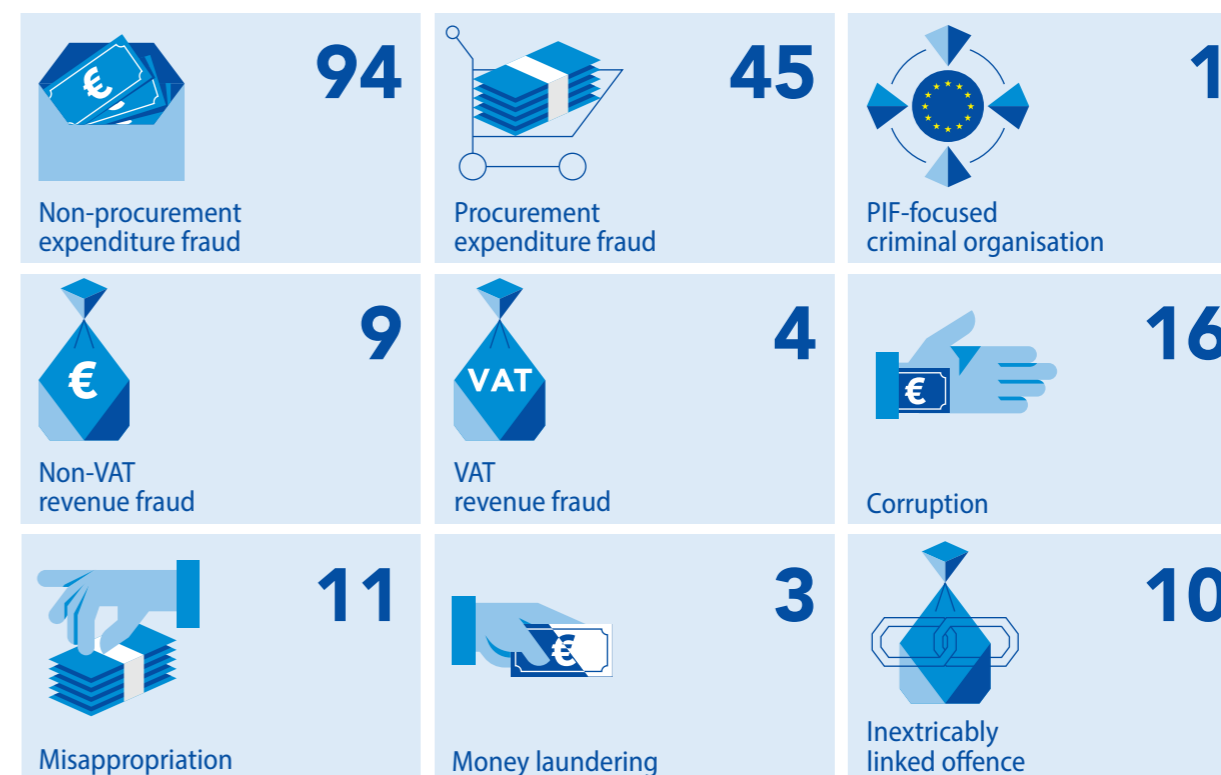 94
€
Non-procurement
expenditure fraud
45
Procurement
expenditure fraud
1
PIF-focused
criminal organisation
9
€
Non-VAT
revenue fraud
4
VAT
VAT
revenue fraud
16
€
Corruption
11
Misappropriation
3
€
Money laundering
10
Inextricably
linked offence